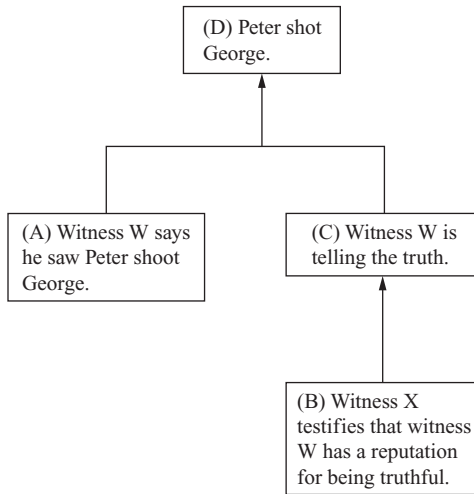 (D) Peter shot
George.
(A) Witness W says
he saw Peter shoot
George.
(C) Witness W is
telling the truth.
(B) Witness X
testifies that witness
W has a reputation
for being truthful.